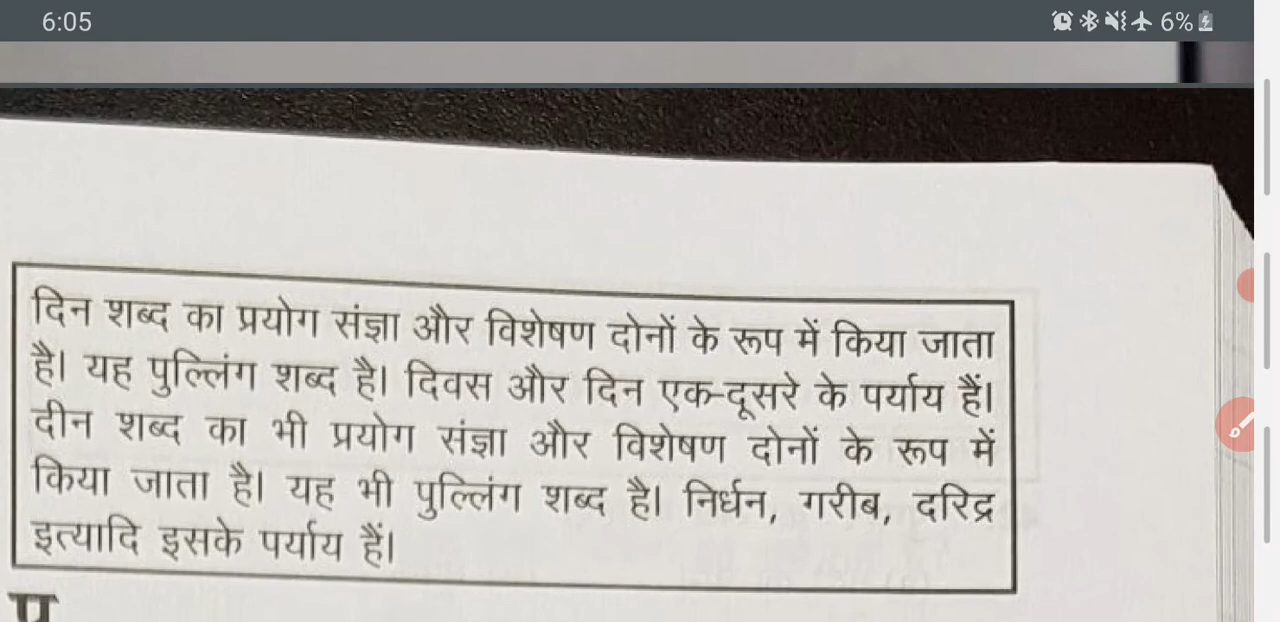 6:05
6%
दिन शब्द का प्रयोग संज्ञा और विशेषण दोनों के रूप में किया जाता
है। यह पुल्लिंग शब्द है। दिवस और दिन एक-दूसरे के पर्याय हैं।
दीन शब्द का भी प्रयोग संज्ञा और विशेषण दोनों के रूप में
किया जाता है। यह भी पुल्लिंग शब्द है। निर्धन, गरीब, दरिद्र
इत्यादि इसके पर्याय हैं।